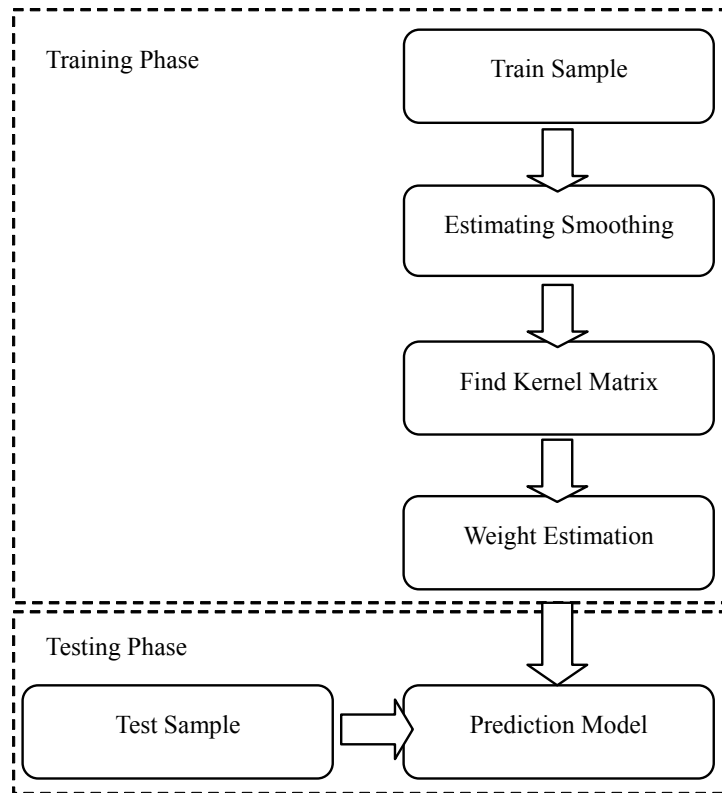 Training Phase
Train Sample
Estimating Smoothing
Find Kernel Matrix
Weight Estimation
Testing Phase
Test Sample
Prediction Model